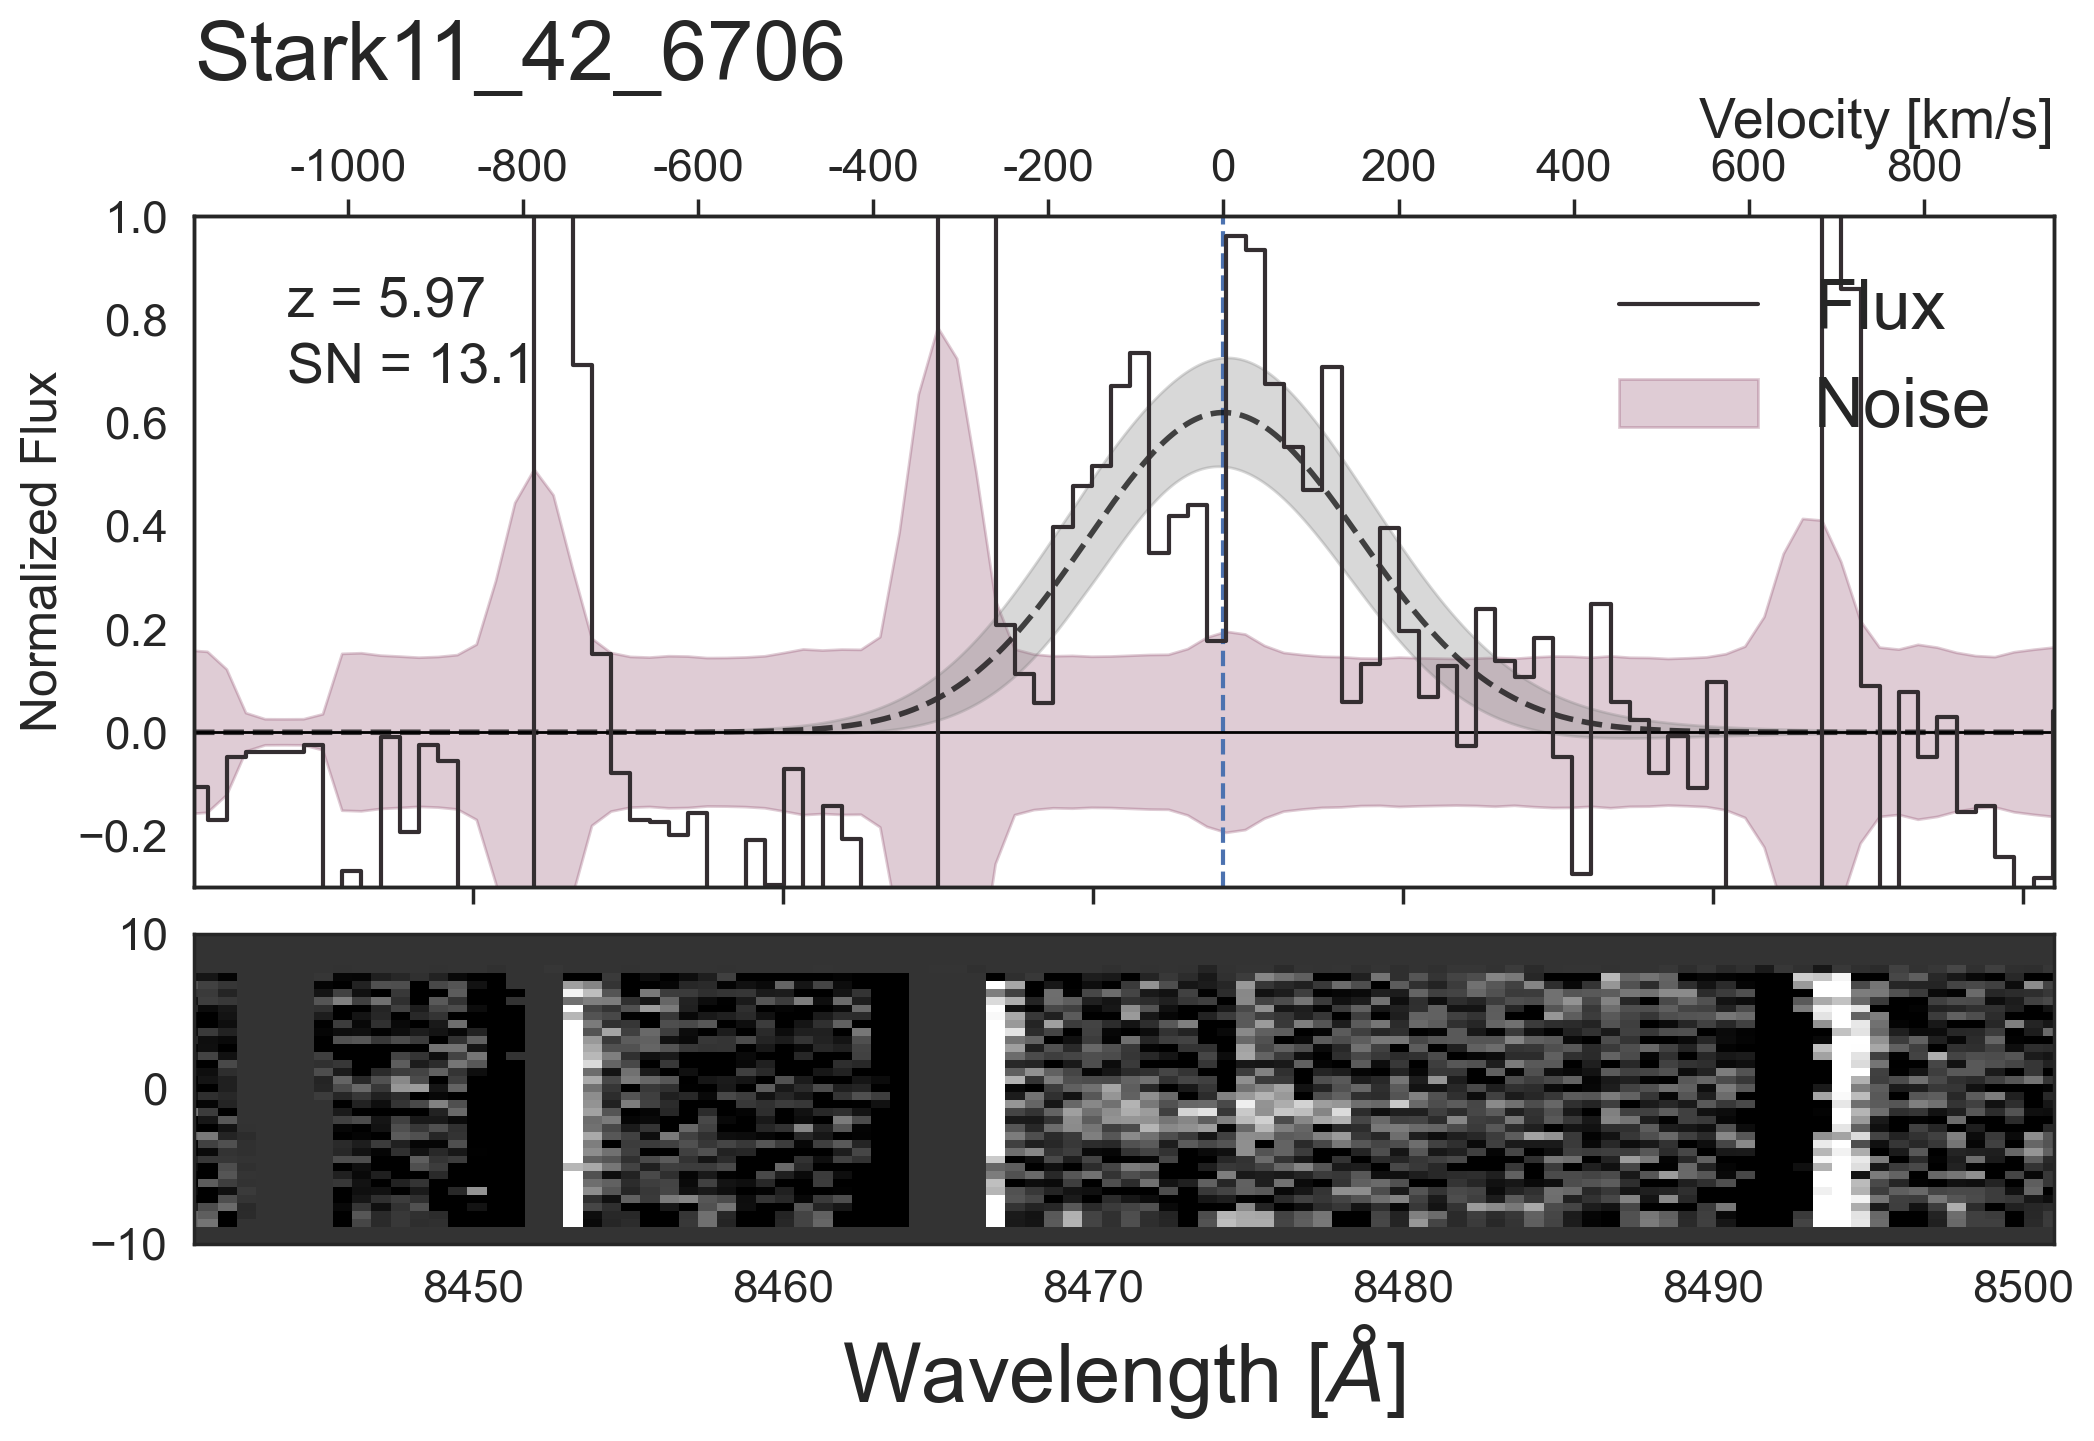 Stark11_42_6706
Velocity [km/s]
-1000 -800 -600 -400 -200 0 200 400 600 800
1.0
0.8
0.6
0.4
0.2
0.0
−0.2
Normalized Flux
z = 5.97
SN = 13.1
Flux
Noise
10
0
−10
8450 8460 8470 8480 8490 8500
Wavelength [Å]